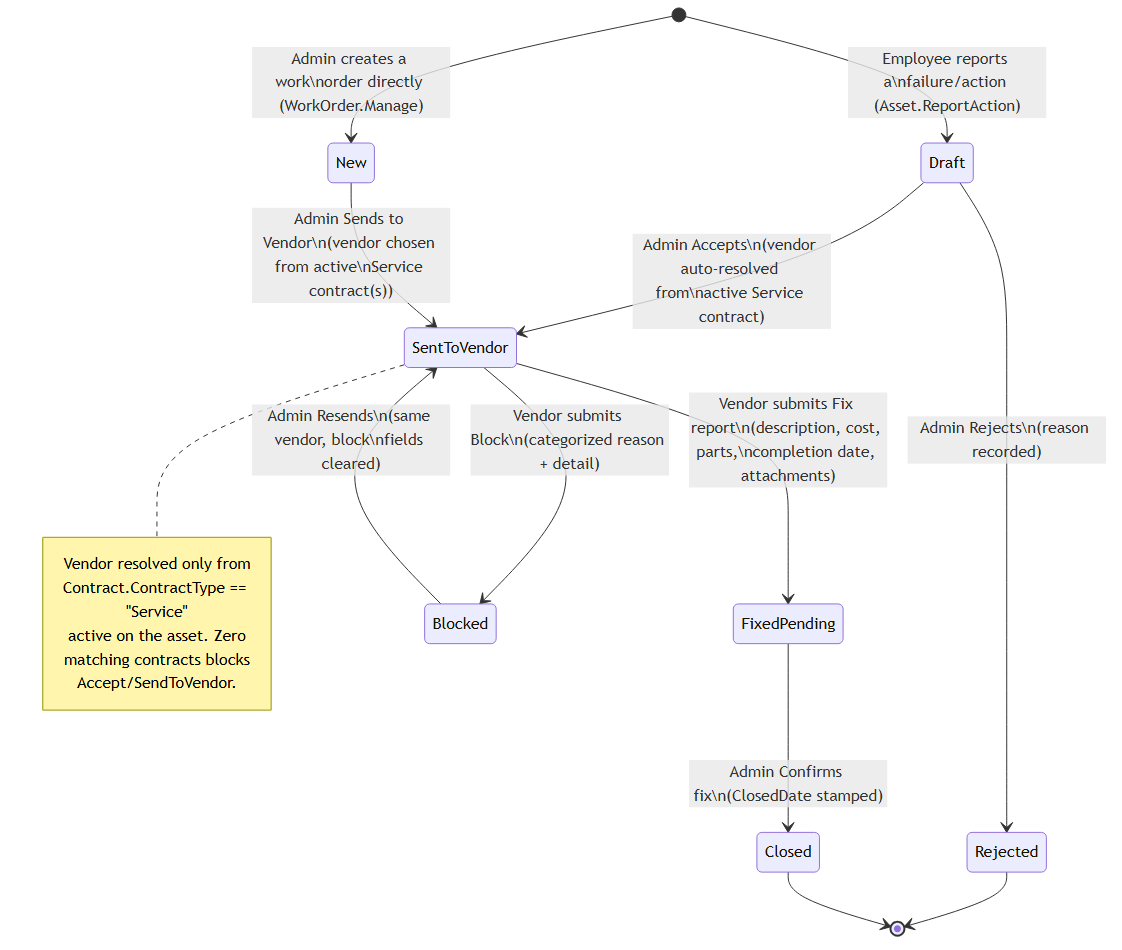 Admin creates a
work\norder directly
(WorkOrder.Manage)
Employee reports
a\nfailure/action
(Asset.ReportAction)
New
Draft
Admin Sends to
Vendor\n(vendor chosen
from active\nService
contract(s))
Admin Accepts\n(vendor
auto-resolved
from\nactive Service
contract)
SentToVendor
Admin Resends\n(same
vendor, block\nfields
cleared)
Vendor submits
Block\n(categorized reason
+ detail)
Vendor submits Fix
report\n(description, cost,
parts,\ncompletion date,
attachments)
Admin Rejects\n(reason
recorded)
Vendor resolved only from
Contract.ContractType ==
"Service"
active on the asset. Zero
matching contracts blocks
Accept/SendToVendor.
Blocked
FixedPending
Admin Confirms
fix\n(ClosedDate stamped)
Closed
Rejected